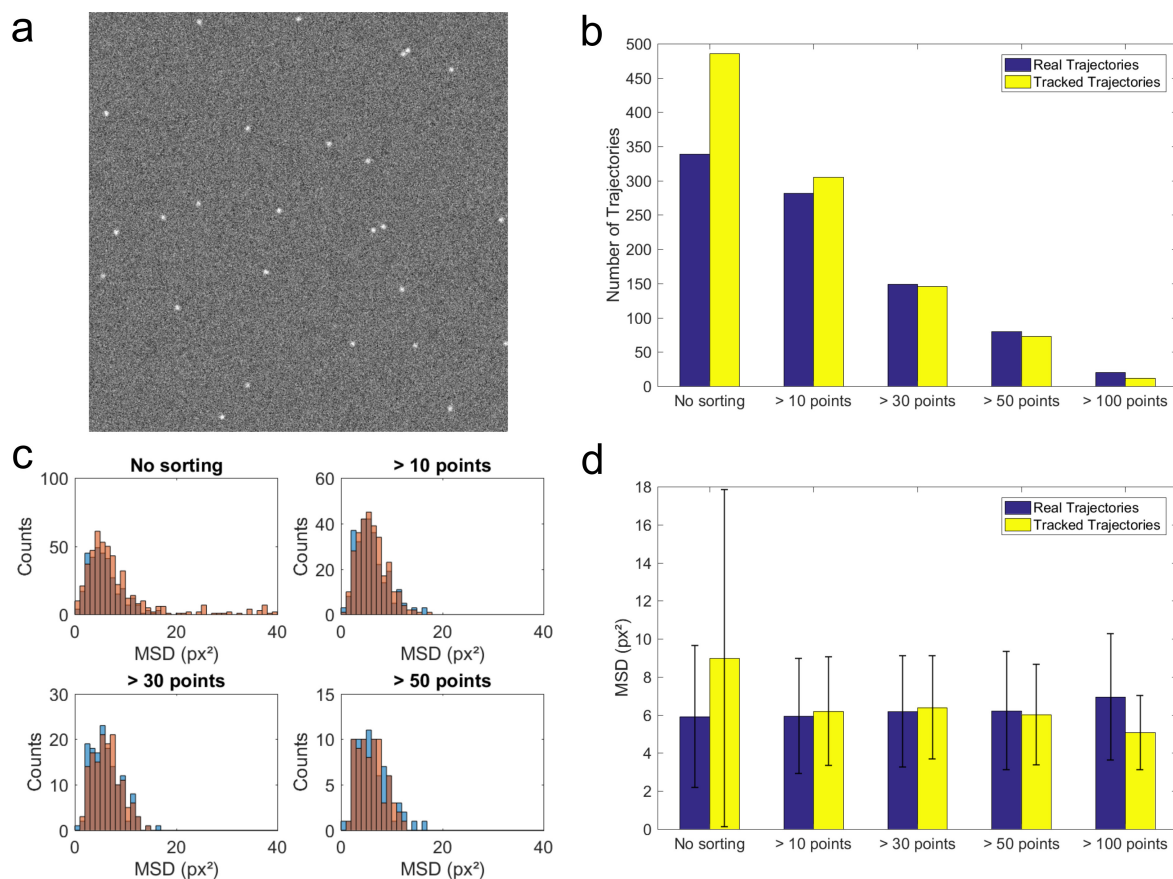 a
b
500
450
400
350
300
250
200
150
100
50
0
Number of Trajectories
Real Trajectories
Tracked Trajectories
No sorting
> 10 points
> 30 points
> 50 points
> 100 points
c
No sorting
100
50
0
Counts
0 20 40
MSD (px²)
> 10 points
60
40
20
0
Counts
0 20 40
MSD (px²)
> 30 points
30
20
10
0
Counts
0 20 40
MSD (px²)
> 50 points
15
10
5
0
Counts
0 20 40
MSD (px²)
d
18
16
14
12
10
8
6
4
2
0
MSD (px²)
Real Trajectories
Tracked Trajectories
No sorting
> 10 points
> 30 points
> 50 points
> 100 points